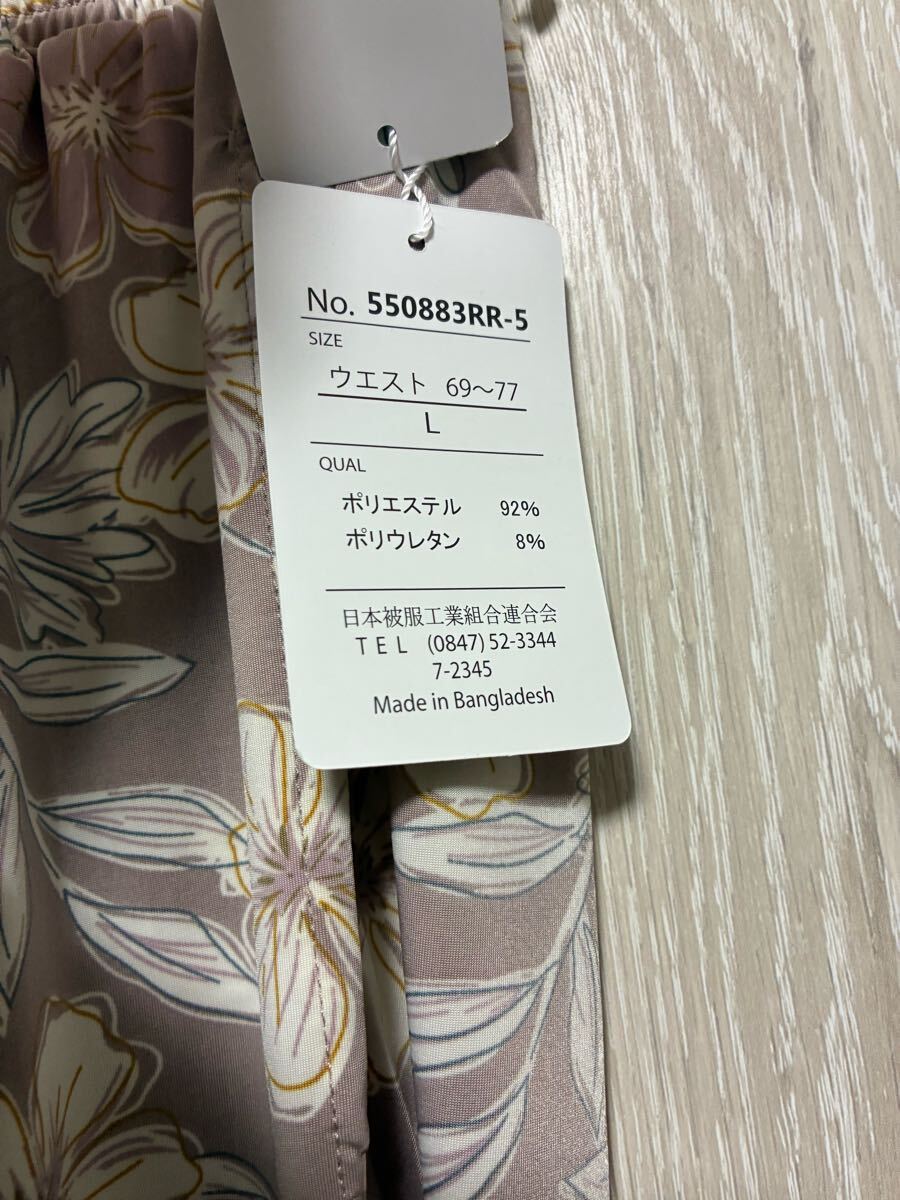 No. 550883RR-5
SIZE
ウエスト 69～77
L
QUAL
ポリエステル 92%
ポリウレタン 8%
日本被服工業組合連合会
TEL (0847) 52-3344
7-2345
Made in Bangladesh